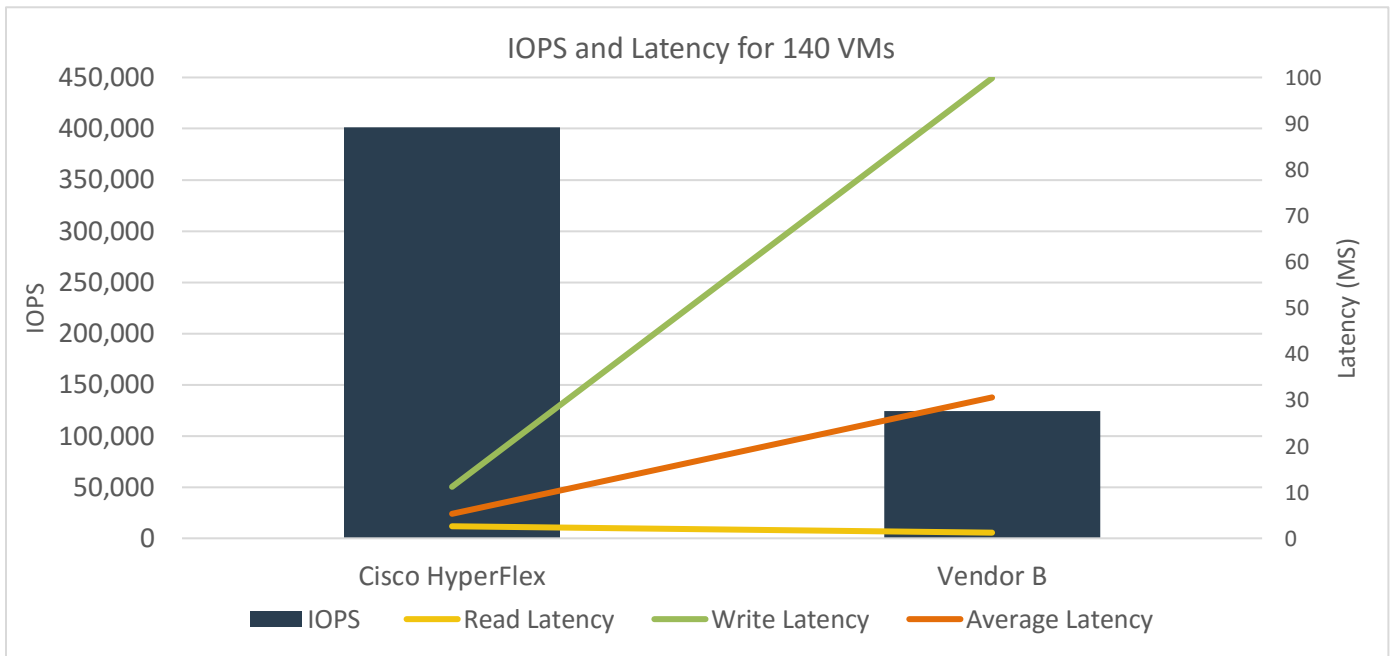 IOPS and Latency for 140 VMs
450,000
400,000
350,000
300,000
250,000
200,000
150,000
100,000
50,000
0
IOPS
100
90
80
70
60
50
40
30
20
10
0
Latency (MS)
Cisco HyperFlex
Vendor B
IOPS
Read Latency
Write Latency
Average Latency